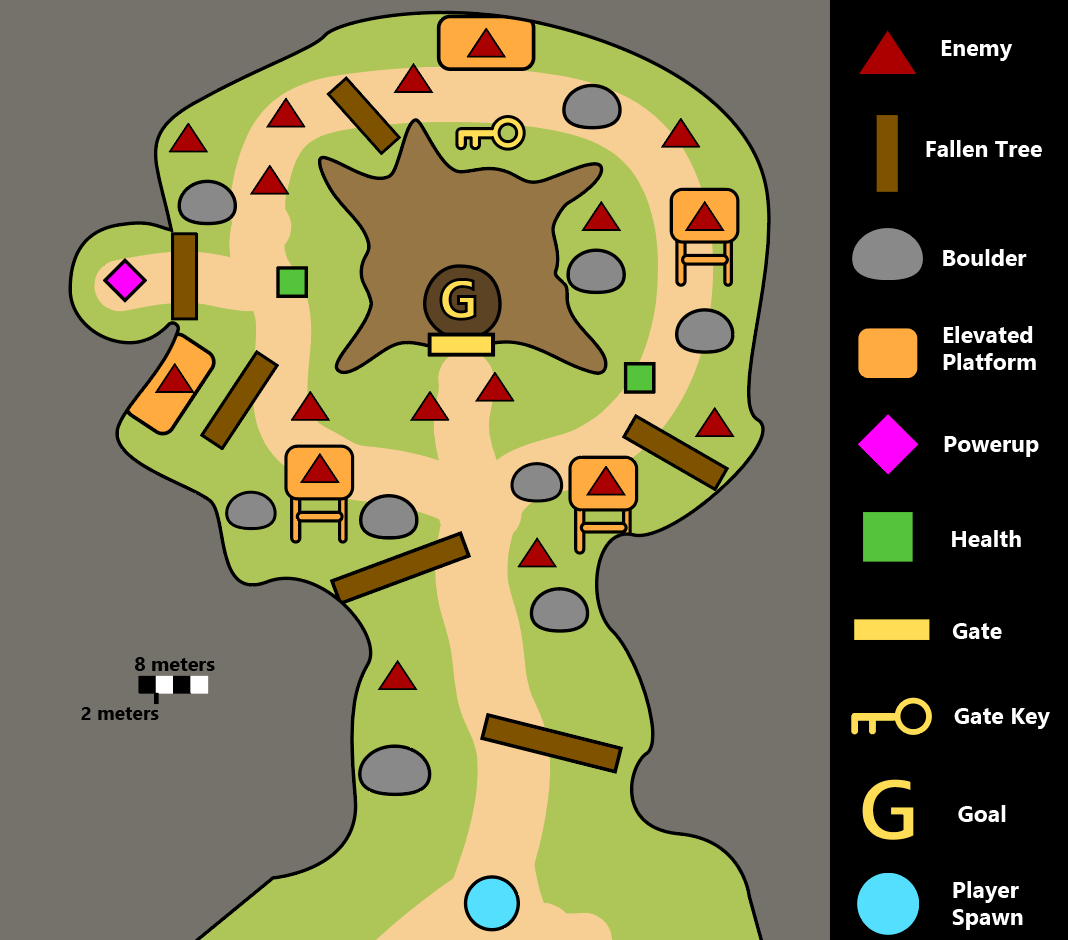 G
8 meters
2 meters
Enemy
Fallen Tree
Boulder
Elevated
Platform
Powerup
Health
Gate
Gate Key
G
Goal
Player
Spawn